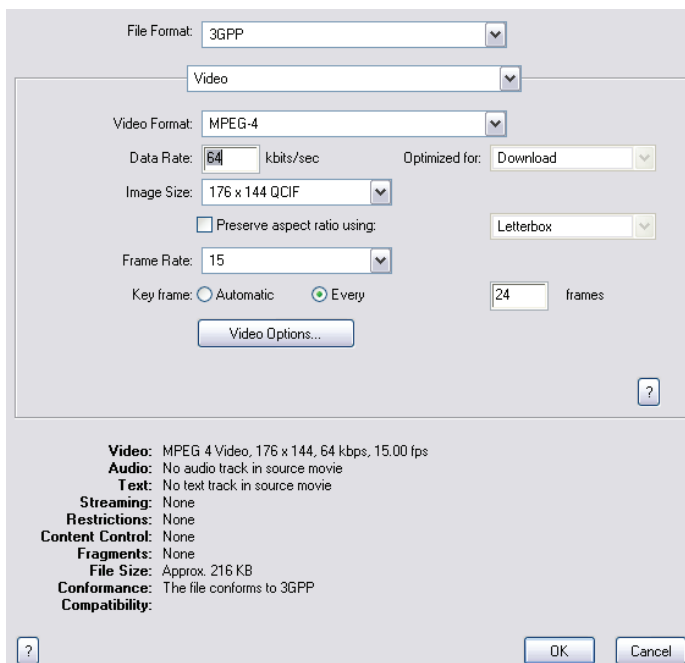 File Format: 3GPP
Video
Video Format: MPEG-4
Data Rate: 64 kbits/sec Optimized for: Download
Image Size: 176 x 144 QCIF
Preserve aspect ratio using: Letterbox
Frame Rate: 15
Key frame: Automatic Every 24 frames
Video Options...
?
Video: MPEG 4 Video, 176 x 144, 64 kbps, 15.00 fps
Audio: No audio track in source movie
Text: No text track in source movie
Streaming: None
Restrictions: None
Content Control: None
Fragments: None
File Size: Approx. 216 KB
Conformance: The file conforms to 3GPP
Compatibility:
? OK Cancel